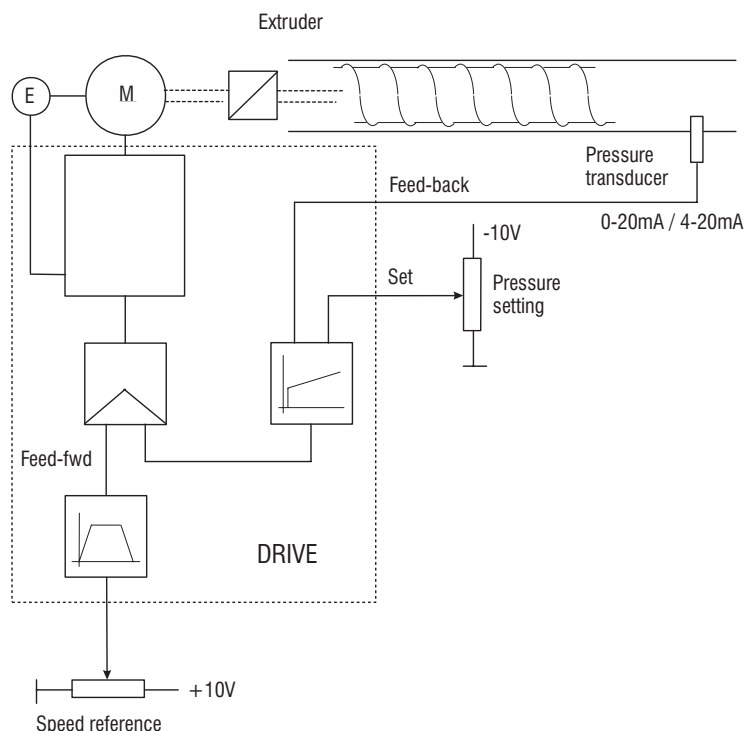 Extruder
E
M
Pressure
transducer
Feed-back
0-20mA / 4-20mA
-10V
Set
Pressure
setting
Feed-fwd
DRIVE
+10V
Speed reference